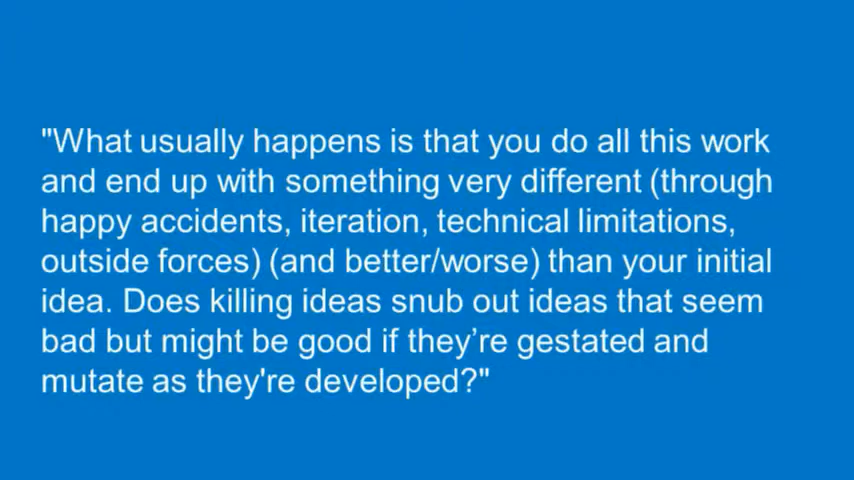 "What usually happens is that you do all this work
and end up with something very different (through
happy accidents, iteration, technical limitations,
outside forces) (and better/worse) than your initial
idea. Does killing ideas snub out ideas that seem
bad but might be good if they’re gestated and
mutate as they're developed?"